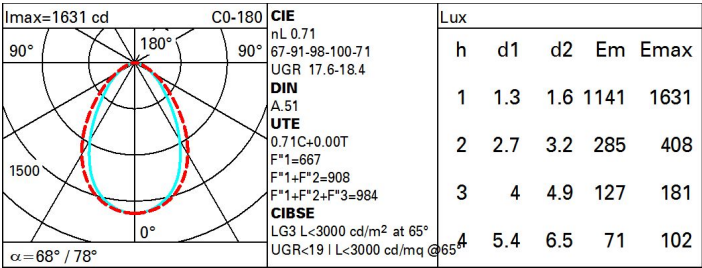 Imax=1631 cd C0-180
90° 180° 90°
1500
0°
α=68° / 78°
CIE
nL 0.71
67-91-98-100-71
UGR 17.6-18.4
DIN
A.51
UTE
0.71C+0.00T
F"1=667
F"1+F"2=908
F"1+F"2+F"3=984
CIBSE
LG3 L<3000 cd/m² at 65°
UGR<19 | L<3000 cd/mq @65°
Lux
h d1 d2 Em Emax
1 1.3 1.6 1141 1631
2 2.7 3.2 285 408
3 4 4.9 127 181
4 5.4 6.5 71 102